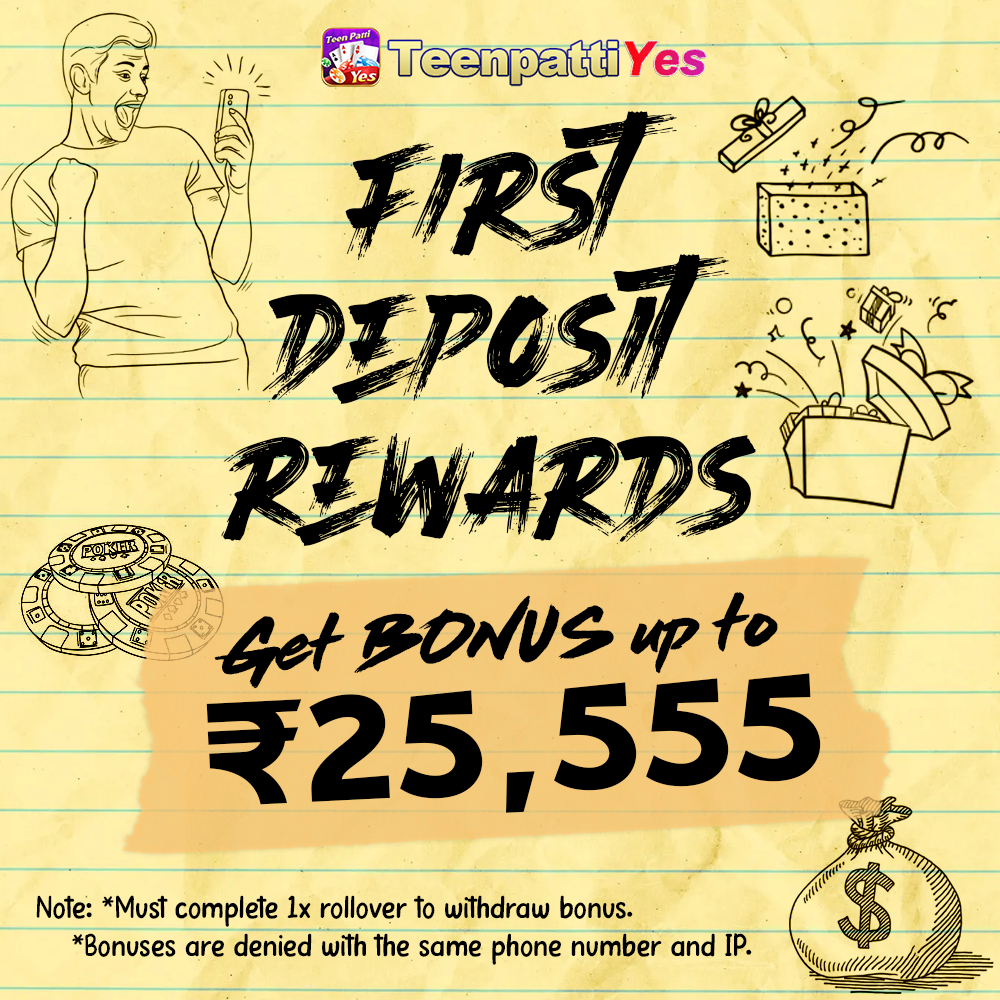 Teen Patti
Yes
TeenpattiYes
FIRST
DEPOSIT
REWARDS
POKER
POKER
Get BONUS up to
₹25,555
$
Note: *Must complete 1x rollover to withdraw bonus.
*Bonuses are denied with the same phone number and IP.